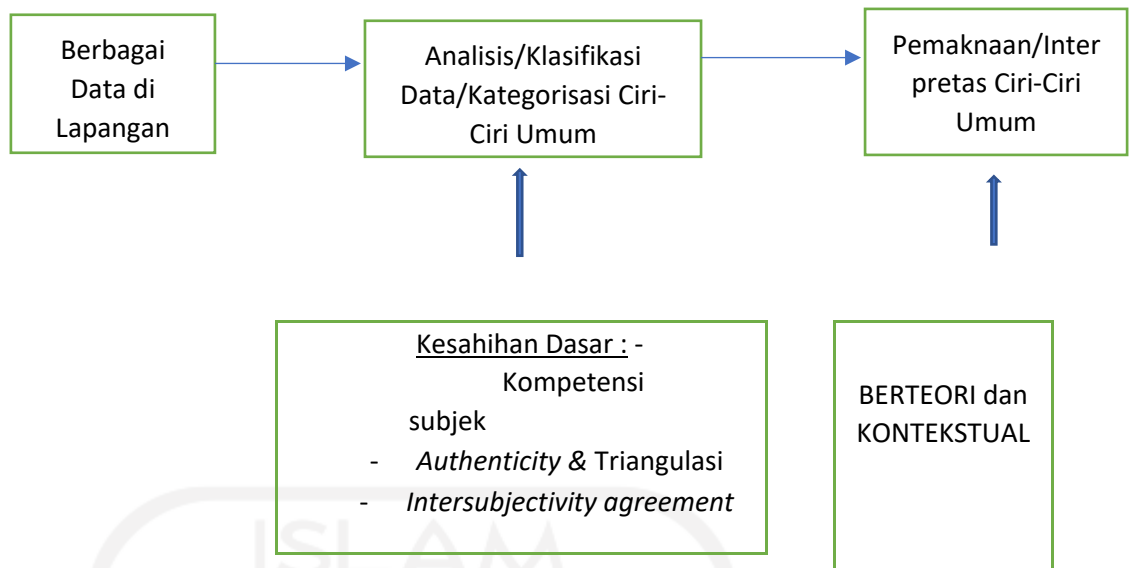 Berbagai
Data di
Lapangan
Analisis/Klasifikasi
Data/Kategorisasi Ciri-
Ciri Umum
Pemaknaan/Inter
pretas Ciri-Ciri
Umum
Kesahihan Dasar : -
Kompetensi
subjek
- Authenticity & Triangulasi
- Intersubjectivity agreement
BERTEORI dan
KONTEKSTUAL
ISLAM